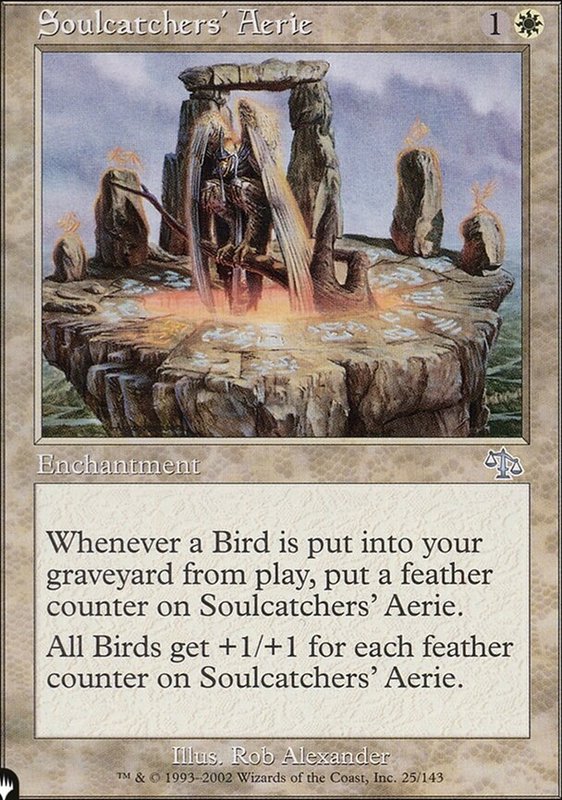 Soulcatchers' Aerie 1
Enchantment
Whenever a Bird is put into your
graveyard from play, put a feather
counter on Soulcatchers' Aerie.
All Birds get +1/+1 for each feather
counter on Soulcatchers' Aerie.
Illus. Rob Alexander
™ & © 1993-2002 Wizards of the Coast, Inc. 25/143